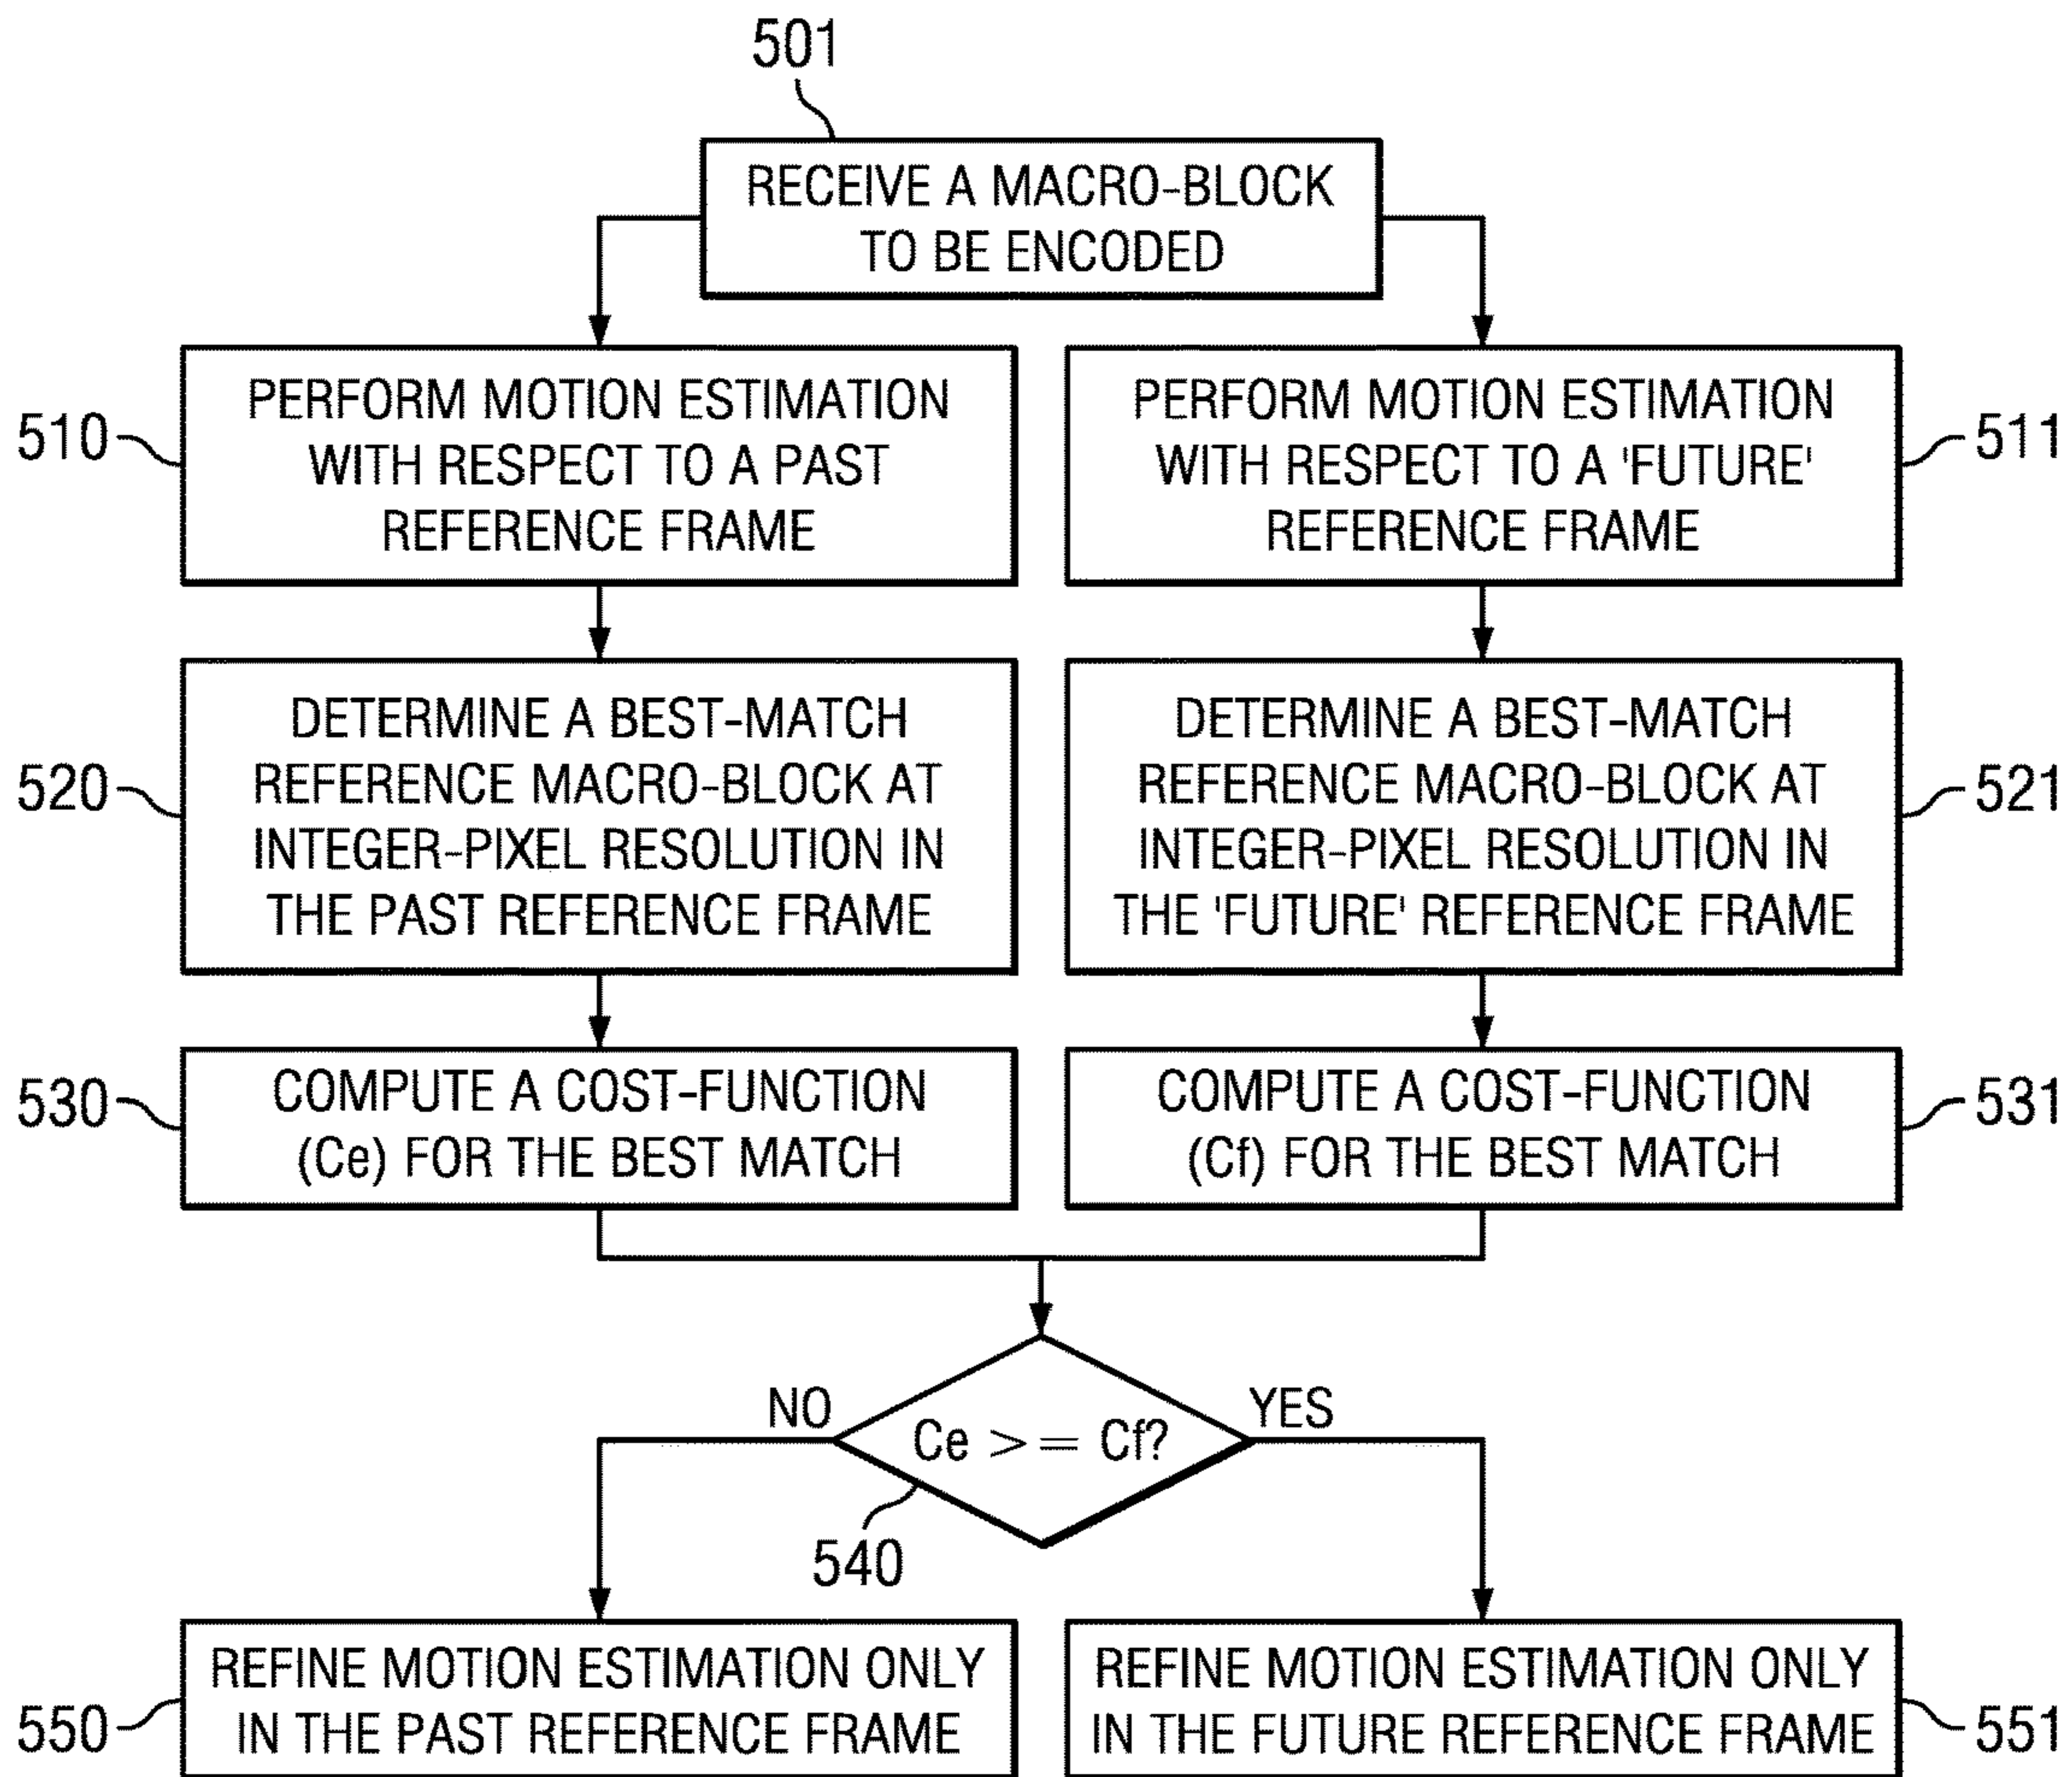 501
RECEIVE A MACRO-BLOCK
TO BE ENCODED
510
PERFORM MOTION ESTIMATION
WITH RESPECT TO A PAST
REFERENCE FRAME
PERFORM MOTION ESTIMATION
WITH RESPECT TO A 'FUTURE'
REFERENCE FRAME
511
520
DETERMINE A BEST-MATCH
REFERENCE MACRO-BLOCK AT
INTEGER-PIXEL RESOLUTION IN
THE PAST REFERENCE FRAME
DETERMINE A BEST-MATCH
REFERENCE MACRO-BLOCK AT
INTEGER-PIXEL RESOLUTION IN
THE 'FUTURE' REFERENCE FRAME
521
530
COMPUTE A COST-FUNCTION
(Ce) FOR THE BEST MATCH
COMPUTE A COST-FUNCTION
(Cf) FOR THE BEST MATCH
531
NO
Ce >= Cf?
YES
540
550
REFINE MOTION ESTIMATION ONLY
IN THE PAST REFERENCE FRAME
REFINE MOTION ESTIMATION ONLY
IN THE FUTURE REFERENCE FRAME
551